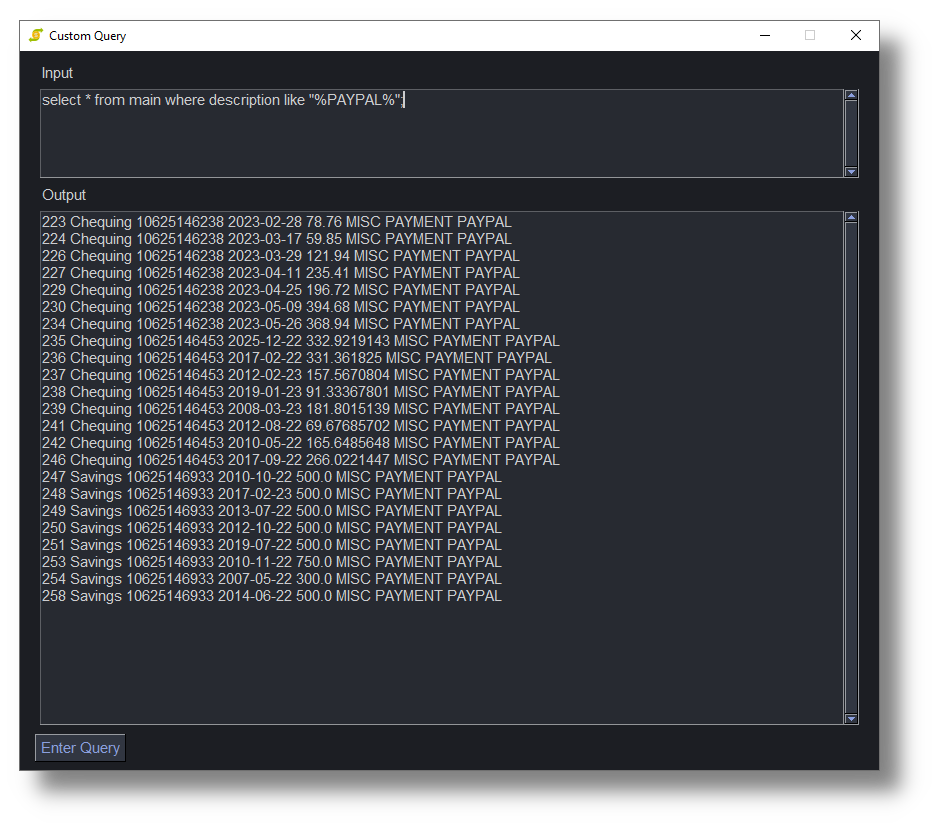 Custom Query
Input
select * from main where description like "%PAYPAL%";
Output
223 Chequing 10625146238 2023-02-28 78.76 MISC PAYMENT PAYPAL
224 Chequing 10625146238 2023-03-17 59.85 MISC PAYMENT PAYPAL
226 Chequing 10625146238 2023-03-29 121.94 MISC PAYMENT PAYPAL
227 Chequing 10625146238 2023-04-11 235.41 MISC PAYMENT PAYPAL
229 Chequing 10625146238 2023-04-25 196.72 MISC PAYMENT PAYPAL
230 Chequing 10625146238 2023-05-09 394.68 MISC PAYMENT PAYPAL
234 Chequing 10625146238 2023-05-26 368.94 MISC PAYMENT PAYPAL
235 Chequing 10625146453 2025-12-22 332.9219143 MISC PAYMENT PAYPAL
236 Chequing 10625146453 2017-02-22 331.361825 MISC PAYMENT PAYPAL
237 Chequing 10625146453 2012-02-23 157.5670804 MISC PAYMENT PAYPAL
238 Chequing 10625146453 2019-01-23 91.33367801 MISC PAYMENT PAYPAL
239 Chequing 10625146453 2008-03-23 181.8015139 MISC PAYMENT PAYPAL
241 Chequing 10625146453 2012-08-22 69.67685702 MISC PAYMENT PAYPAL
242 Chequing 10625146453 2010-05-22 165.6485648 MISC PAYMENT PAYPAL
246 Chequing 10625146453 2017-09-22 266.0221447 MISC PAYMENT PAYPAL
247 Savings 10625146933 2010-10-22 500.0 MISC PAYMENT PAYPAL
248 Savings 10625146933 2017-02-23 500.0 MISC PAYMENT PAYPAL
249 Savings 10625146933 2013-07-22 500.0 MISC PAYMENT PAYPAL
250 Savings 10625146933 2012-10-22 500.0 MISC PAYMENT PAYPAL
251 Savings 10625146933 2019-07-22 500.0 MISC PAYMENT PAYPAL
253 Savings 10625146933 2010-11-22 750.0 MISC PAYMENT PAYPAL
254 Savings 10625146933 2007-05-22 300.0 MISC PAYMENT PAYPAL
258 Savings 10625146933 2014-06-22 500.0 MISC PAYMENT PAYPAL
Enter Query